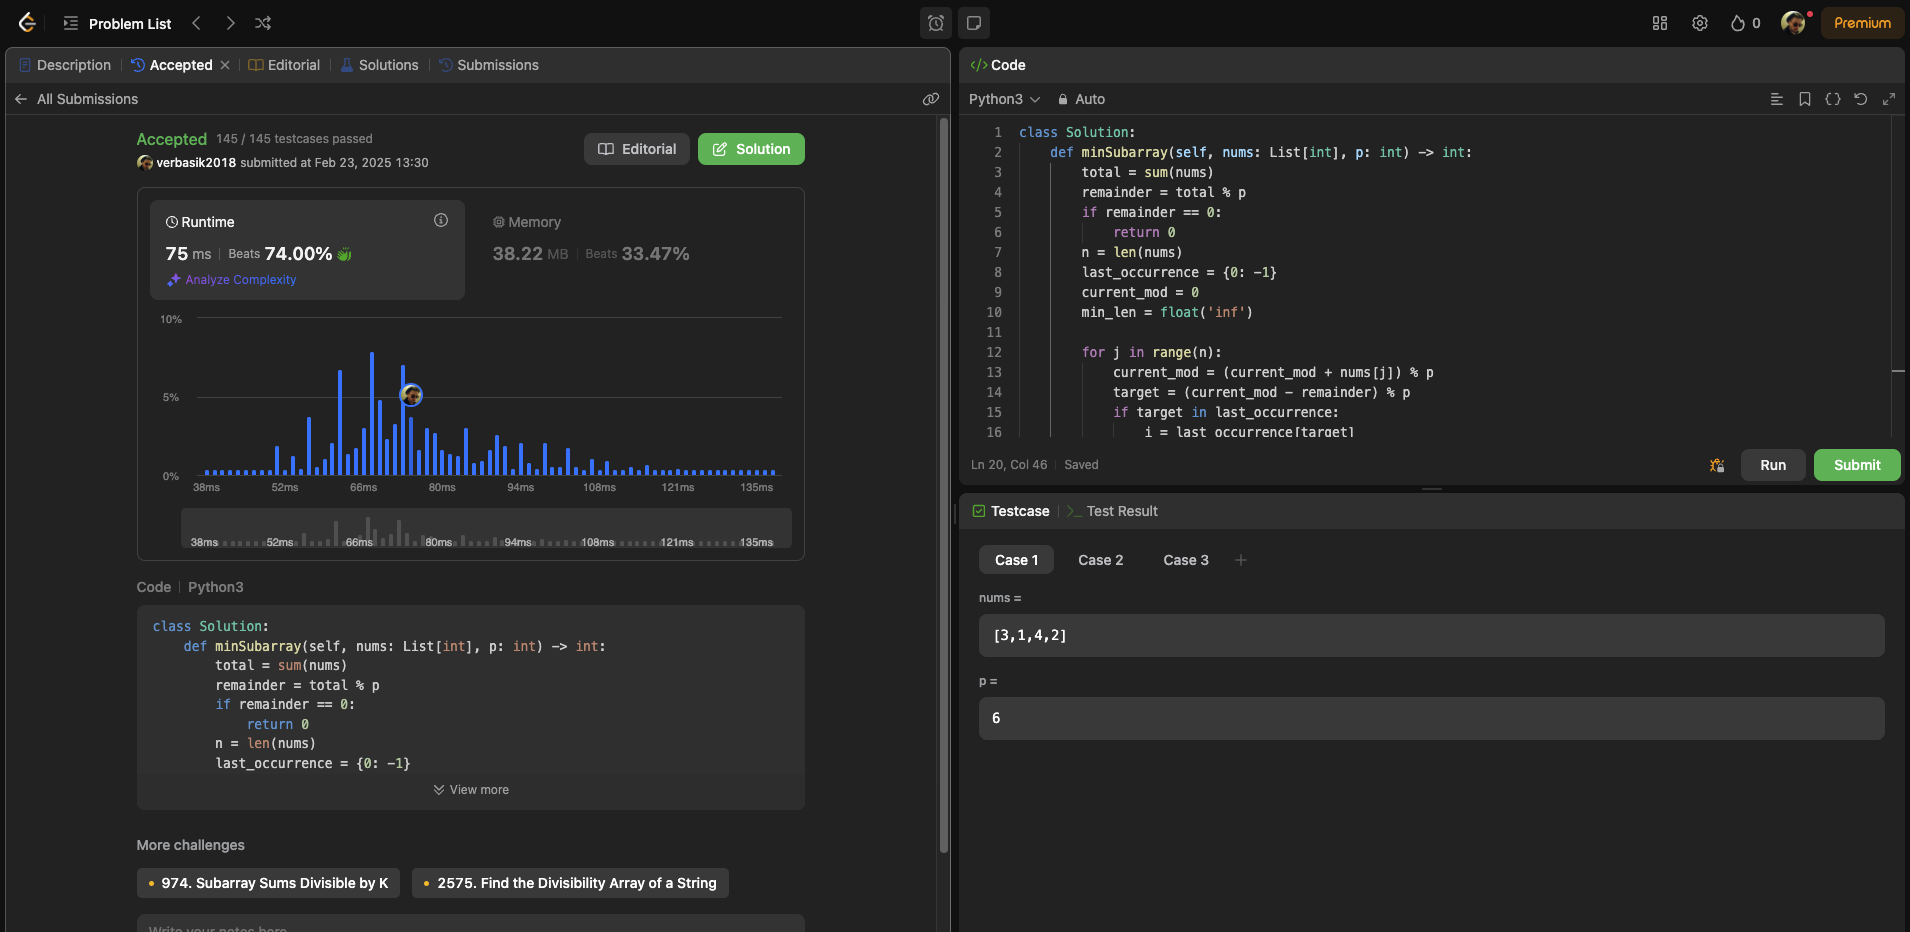 Problem List
0
Premium
Description
Accepted
Editorial
Solutions
Submissions
All Submissions
Accepted 145 / 145 testcases passed
verbasik2018 submitted at Feb 23, 2025 13:30
Editorial
Solution
Runtime
75 ms
Beats 74.00%
Analyze Complexity
Memory
38.22 MB
Beats 33.47%
10%
5%
0%
38ms 52ms 66ms 80ms 94ms 108ms 121ms 135ms
38ms 52ms 66ms 80ms 94ms 108ms 121ms 135ms
Code
Python3
class Solution:
def minSubarray(self, nums: List[int], p: int) -> int:
total = sum(nums)
remainder = total % p
if remainder == 0:
return 0
n = len(nums)
last_occurrence = {0: -1}
View more
More challenges
974. Subarray Sums Divisible by K
2575. Find the Divisibility Array of a String
Write your notes here
</> Code
Python3
Auto
1 class Solution:
2 def minSubarray(self, nums: List[int], p: int) -> int:
3 total = sum(nums)
4 remainder = total % p
5 if remainder == 0:
6 return 0
7 n = len(nums)
8 last_occurrence = {0: -1}
9 current_mod = 0
10 min_len = float('inf')
11
12 for j in range(n):
13 current_mod = (current_mod + nums[j]) % p
14 target = (current_mod - remainder) % p
15 if target in last_occurrence:
16 i = last_occurrence[target]
Ln 20, Col 46
Saved
Run
Submit
Testcase
Test Result
Case 1
Case 2
Case 3
nums =
[3,1,4,2]
p =
6